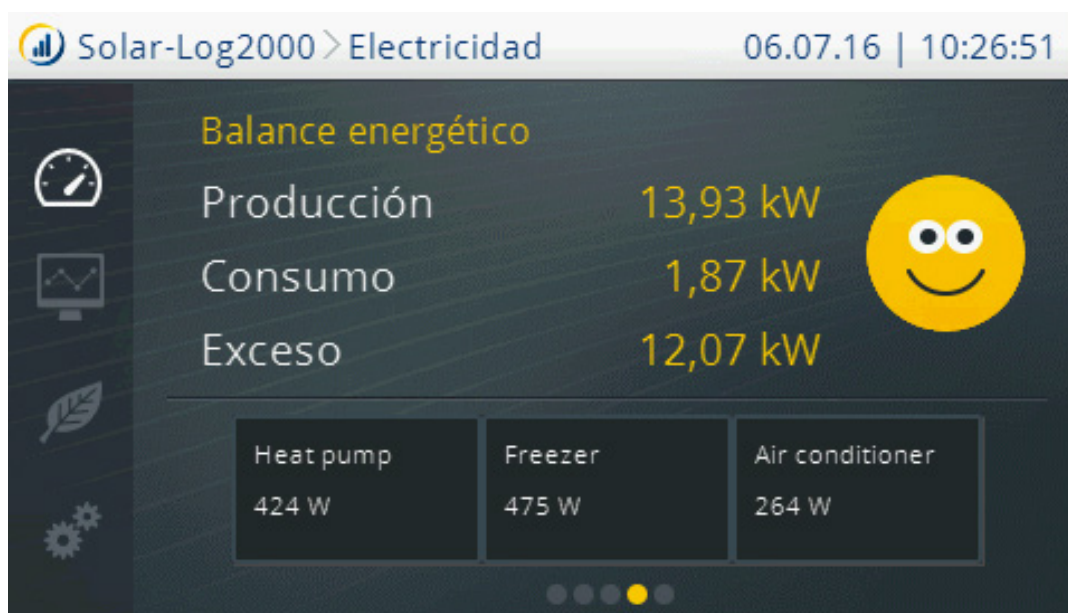 Solar-Log2000 > Electricidad 06.07.16 | 10:26:51
Balance energético
Producción 13,93 kW
Consumo 1,87 kW
Exceso 12,07 kW
Heat pump Freezer Air conditioner
424 W 475 W 264 W